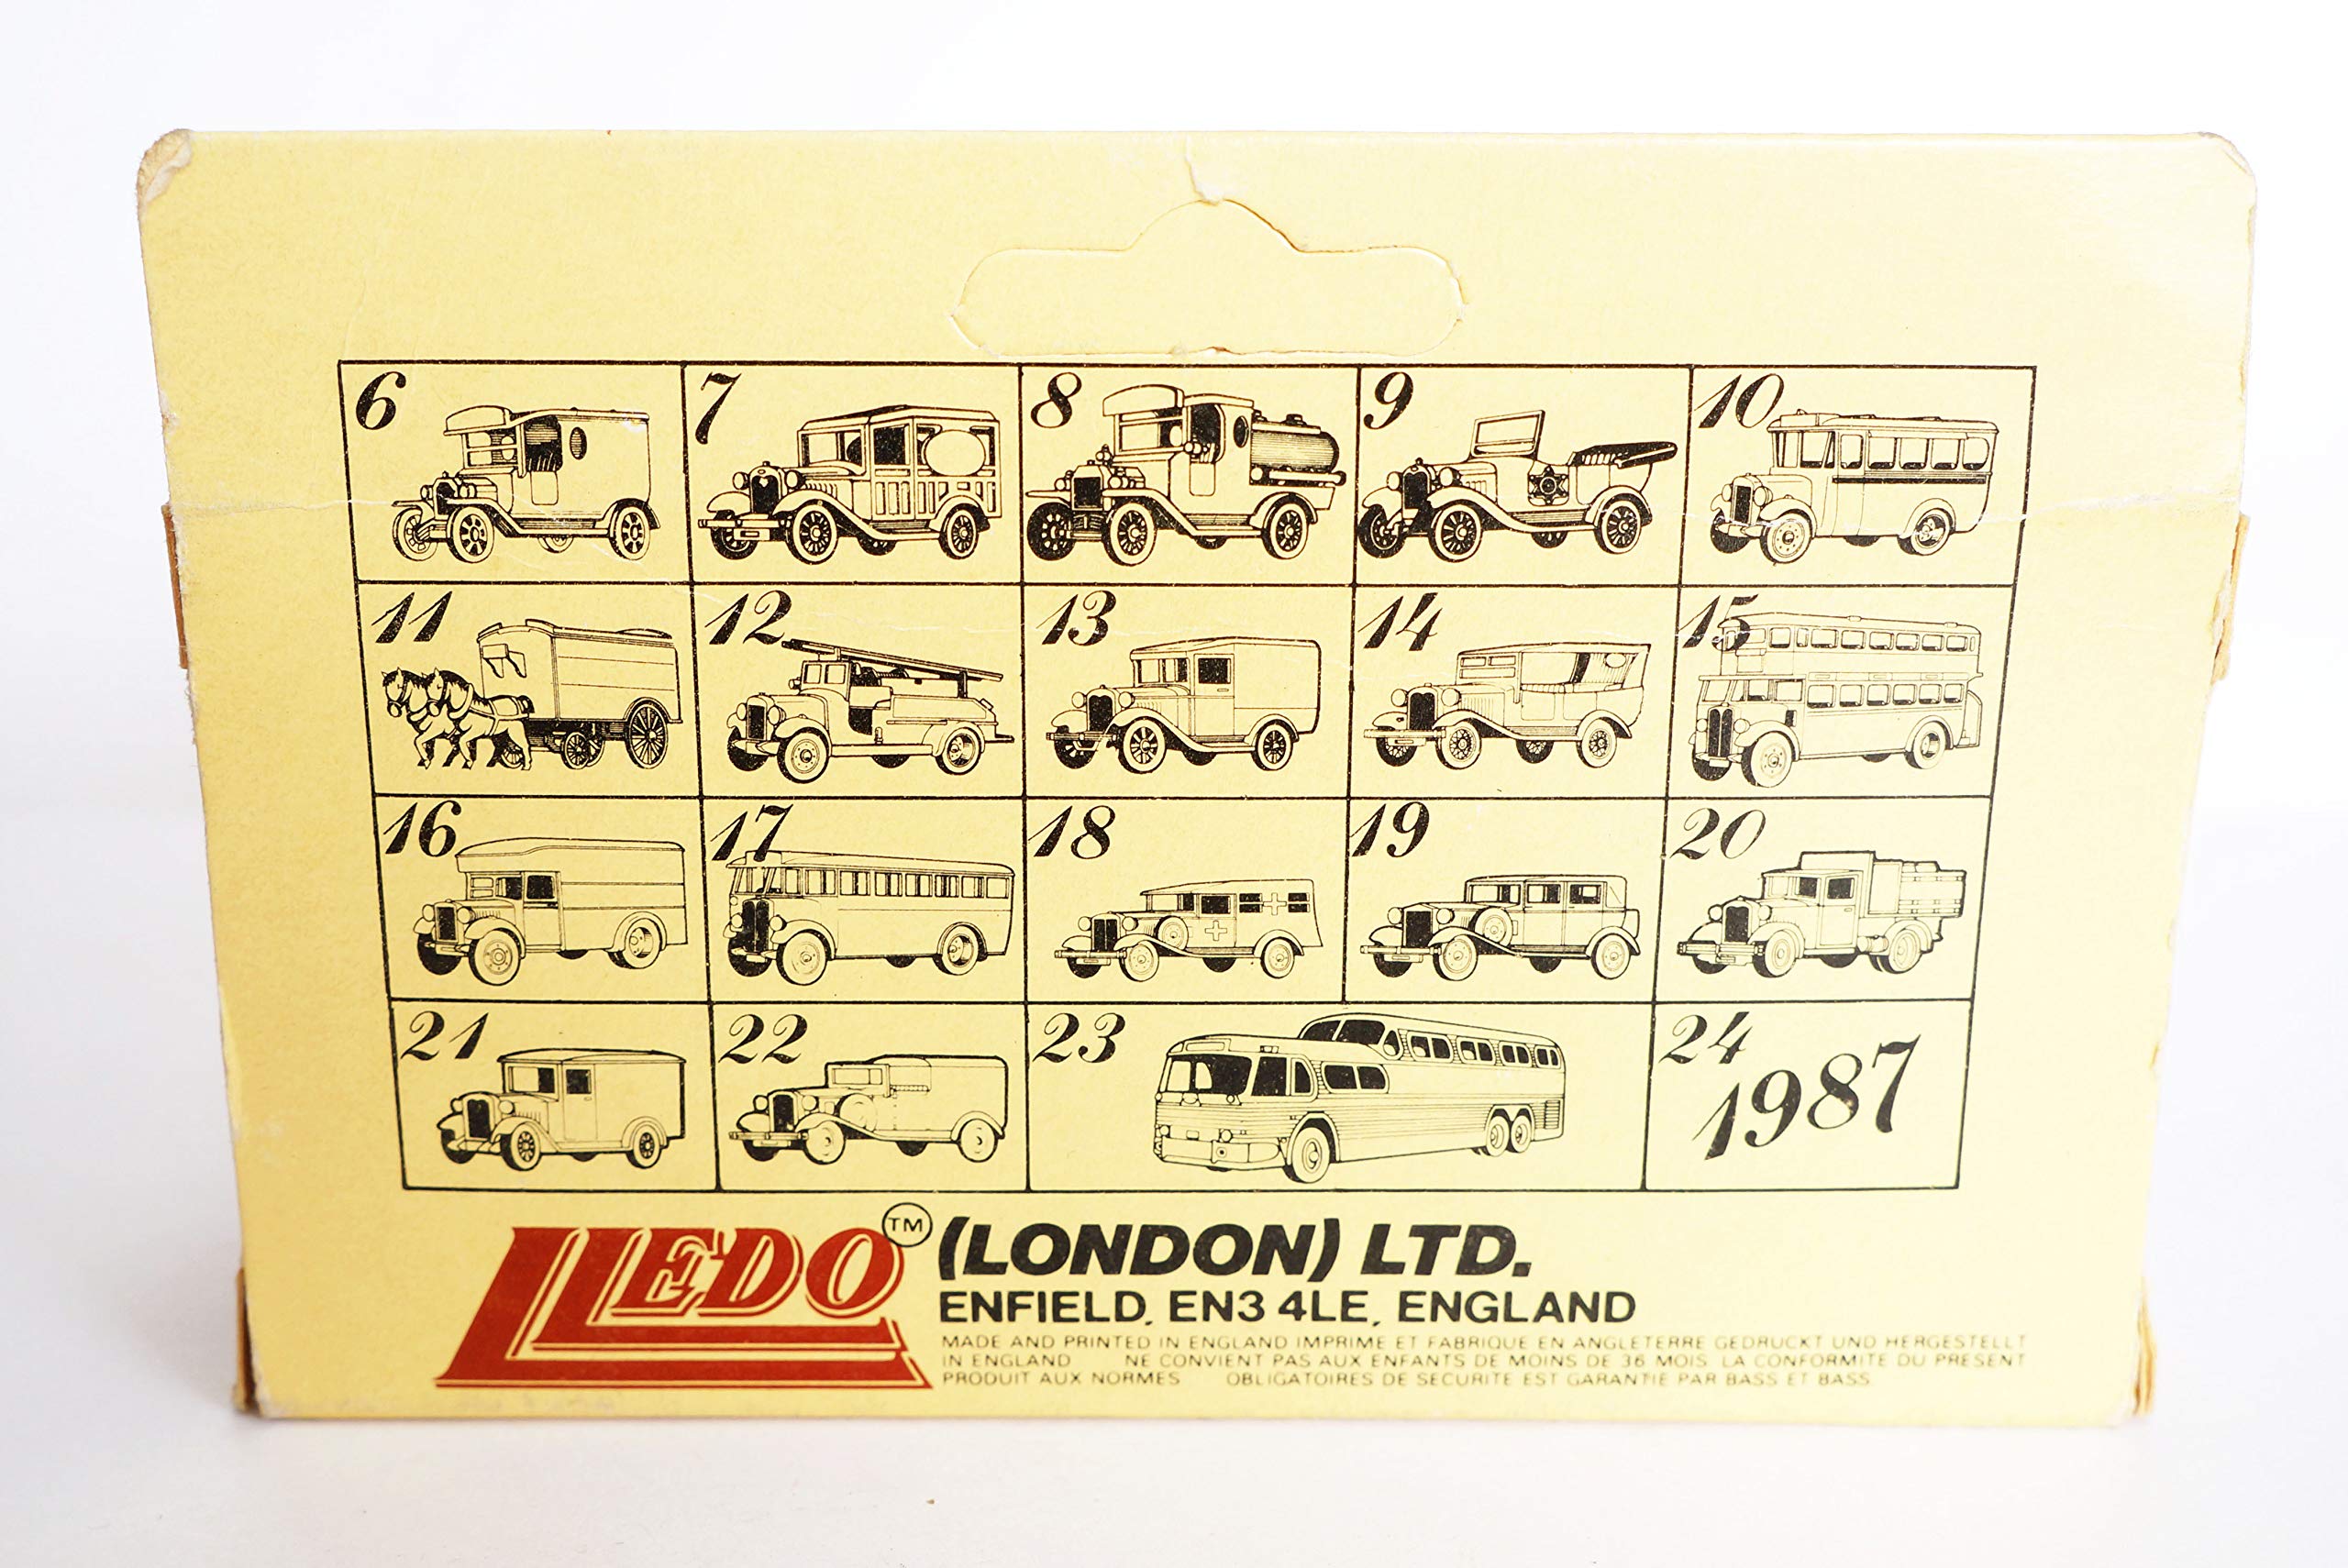 6 7 8 9 10
11 12 13 14 15
16 17 18 19 20
21 22 23 24
1987
LLEDO TM (LONDON) LTD.
ENFIELD, EN3 4LE, ENGLAND
MADE AND PRINTED IN ENGLAND IMPRIME ET FABRIQUE EN ANGLETERRE GEDRUCKT UND HERGESTELLT
IN ENGLAND NE CONVIENT PAS AUX ENFANTS DE MOINS DE 36 MOIS LA CONFORMITE DU PRESENT
PRODUIT AUX NORMES OBLIGATOIRES DE SECURITE EST GARANTIE PAR BASS ET BASS